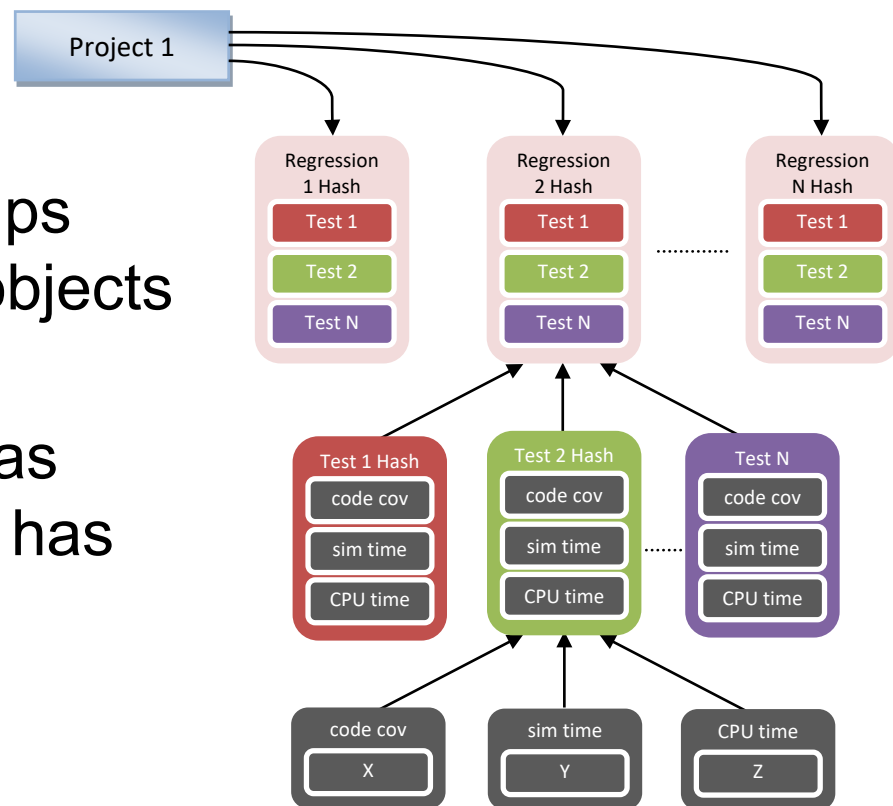 Project 1
Regression
1 Hash
Test 1
Test 2
Test N
Regression
2 Hash
Test 1
Test 2
Test N
Regression
N Hash
Test 1
Test 2
Test N
ps
objects
as
has
Test 1 Hash
code cov
sim time
CPU time
Test 2 Hash
code cov
sim time
CPU time
Test N
code cov
sim time
CPU time
code cov
X
sim time
Y
CPU time
Z